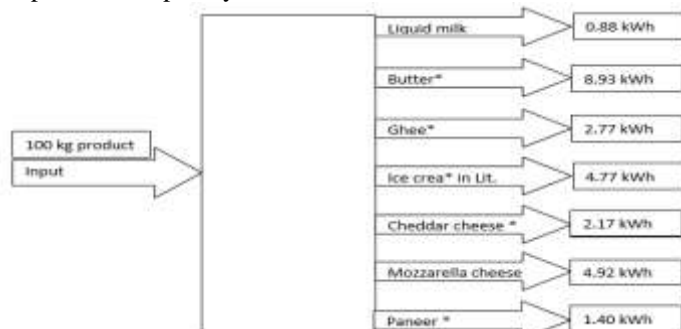 Liquid milk 0.88 kWh
Butter* 8.93 kWh
Ghee* 2.77 kWh
100 kg product
Input
Ice crea* in Lit. 4.77 kWh
Cheddar cheese * 2.17 kWh
Mozzarella cheese 4.92 kWh
Paneer * 1.40 kWh